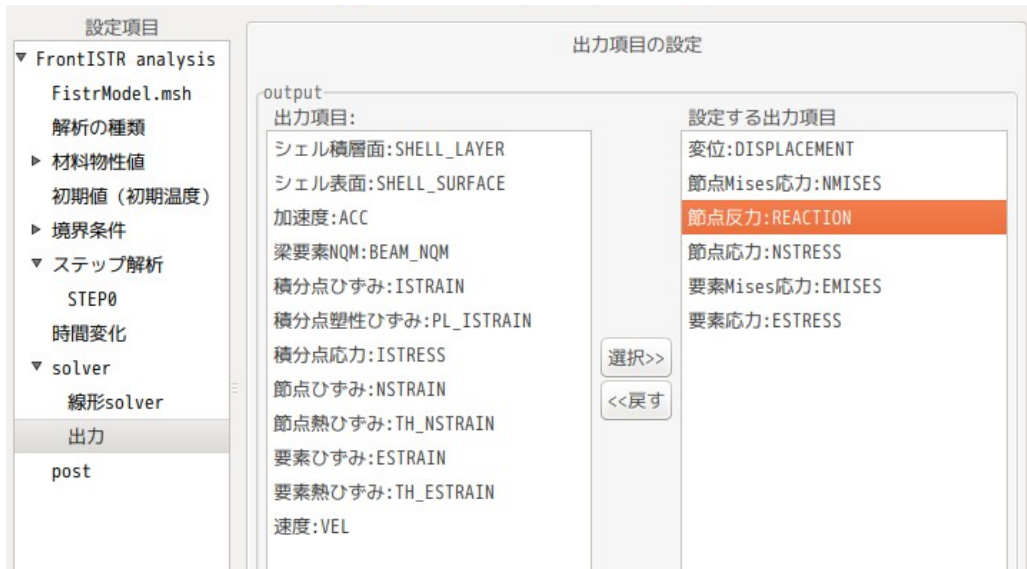 設定項目
▼ FrontISTR analysis
FistrModel.msh
解析の種類
▶ 材料物性値
初期値（初期温度）
▶ 境界条件
▼ ステップ解析
STEP0
時間変化
▼ solver
線形solver
出力
post
出力項目の設定
output
出力項目:
シェル積層面:SHELL_LAYER
シェル表面:SHELL_SURFACE
加速度:ACC
梁要素NQM:BEAM_NQM
積分点ひずみ:ISTRAIN
積分点塑性ひずみ:PL_ISTRAIN
積分点応力:ISTRESS
節点ひずみ:NSTRAIN
節点熱ひずみ:TH_NSTRAIN
要素ひずみ:ESTRAIN
要素熱ひずみ:TH_ESTRAIN
速度:VEL
選択>>
<<戻す
設定する出力項目
変位:DISPLACEMENT
節点Mises応力:NMISES
節点反力:REACTION
節点応力:NSTRESS
要素Mises応力:EMISES
要素応力:ESTRESS